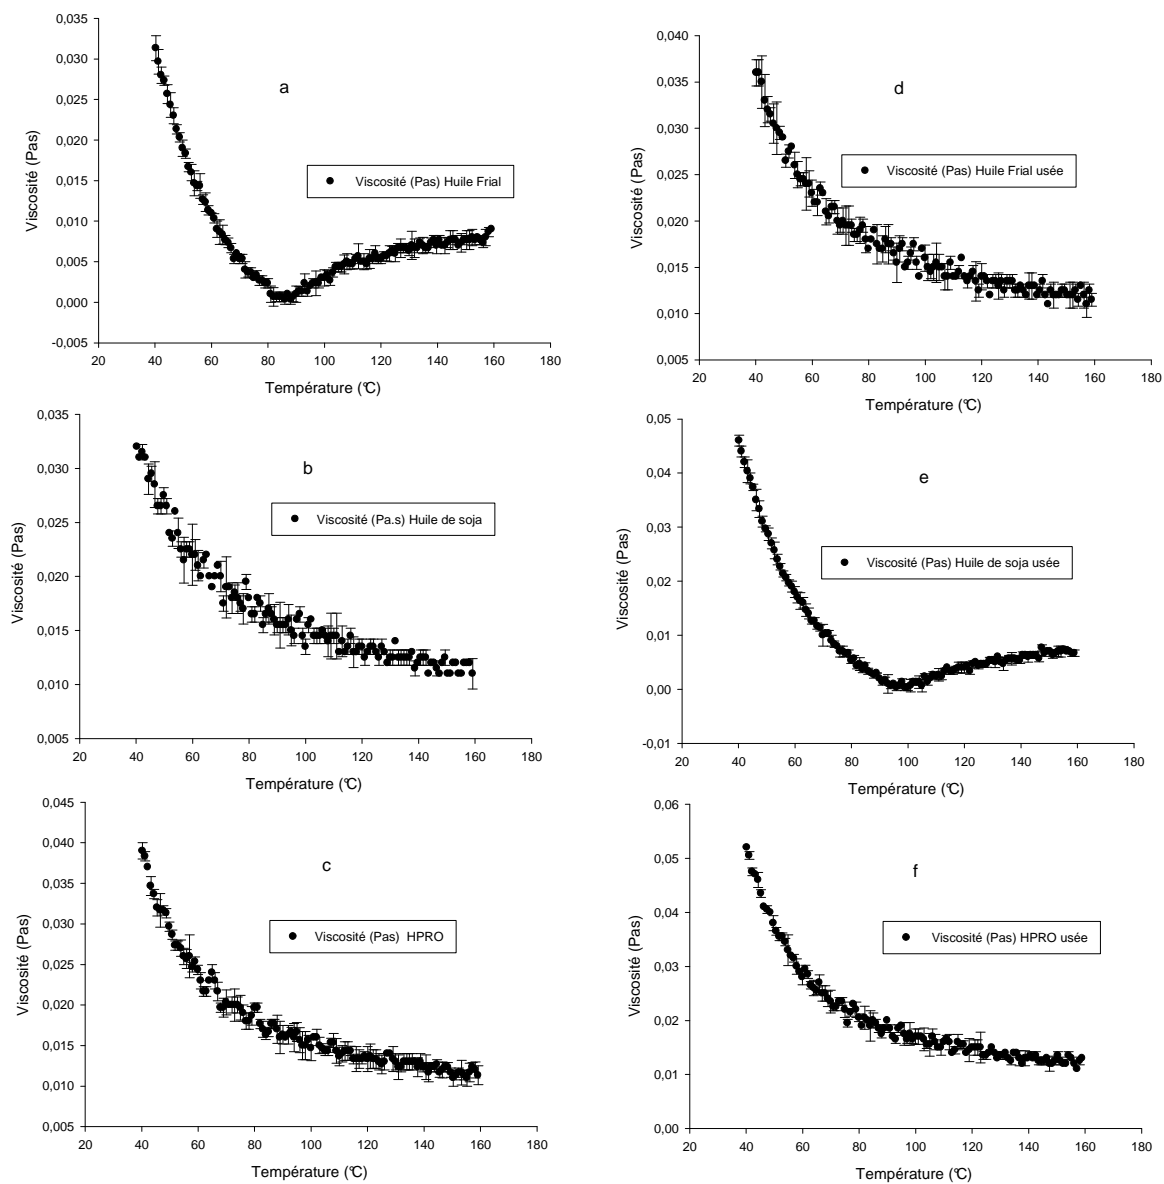 0,035
0,030
0,025
0,020
0,015
0,010
0,005
0,000
-0,005
Viscosité (Pas)
a
Viscosité (Pas) Huile Frial
20 40 60 80 100 120 140 160 180
Température (°C)
0,040
0,035
0,030
0,025
0,020
0,015
0,010
0,005
Viscosité (Pas)
d
Viscosité (Pas) Huile Frial usée
20 40 60 80 100 120 140 160 180
Température (°C)
0,035
0,030
0,025
0,020
0,015
0,010
0,005
Viscosité (Pas)
b
Viscosité (Pa.s) Huile de soja
20 40 60 80 100 120 140 160 180
Température (°C)
0,05
0,04
0,03
0,02
0,01
0,00
-0,01
Viscosité (Pas)
e
Viscosité (Pas) Huile de soja usée
20 40 60 80 100 120 140 160 180
Température (°C)
0,045
0,040
0,035
0,030
0,025
0,020
0,015
0,010
0,005
Viscosité (Pas)
c
Viscosité (Pas) HPRO
20 40 60 80 100 120 140 160 180
Température (°C)
0,06
0,05
0,04
0,03
0,02
0,01
0,00
Viscosité (Pas)
f
Viscosité (Pas) HPRO usée
20 40 60 80 100 120 140 160 180
Température (°C)